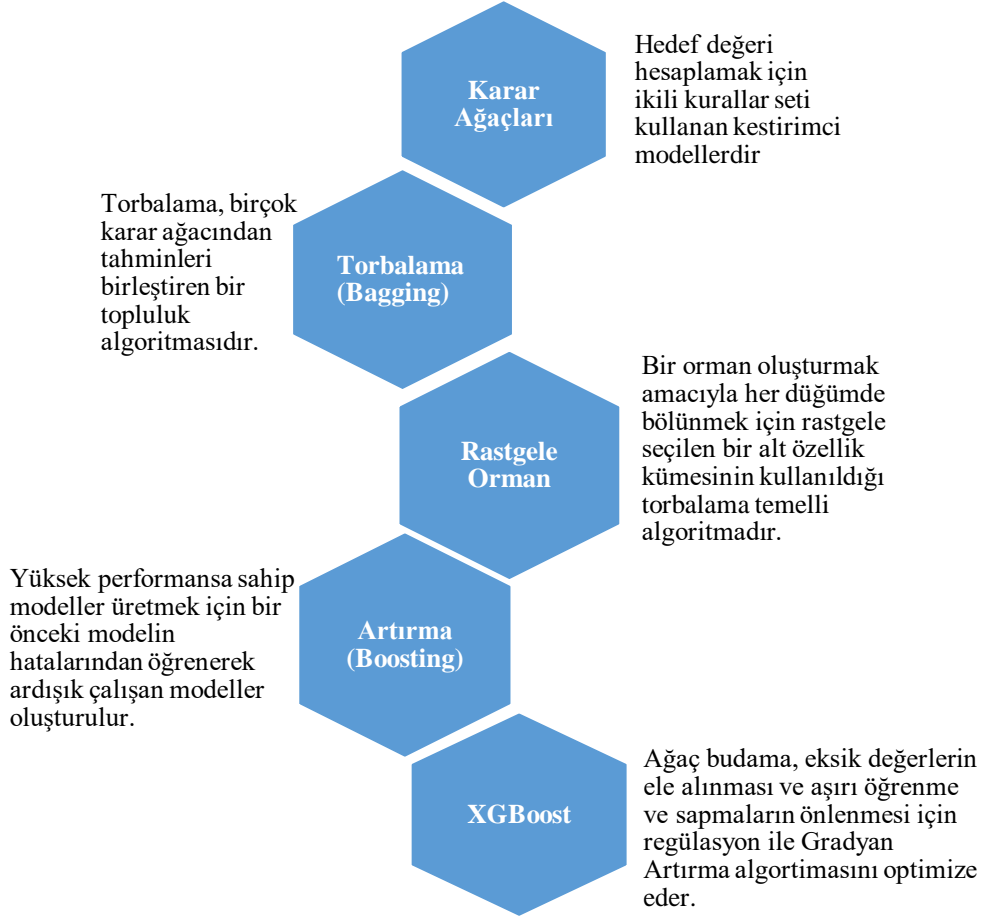 Karar
Ağaçları
Hedef değeri
hesaplamak için
ikili kurallar seti
kullanan kestirimci
modellerdir
Torbalama, birçok
karar ağacından
tahminleri
birleştiren bir
topluluk
algoritmasıdır.
Torbalama
(Bagging)
Rastgele
Orman
Bir orman oluşturmak
amacıyla her düğümde
bölünmek için rastgele
seçilen bir alt özellik
kümesinin kullanıldığı
torbalama temelli
algoritmadır.
Yüksek performansa sahip
modeller üretmek için bir
önceki modelin
hatalarından öğrenerek
ardışık çalışan modeller
oluşturulur.
Artırma
(Boosting)
XGBoost
Ağaç budama, eksik değerlerin
ele alınması ve aşırı öğrenme
ve sapmaların önlenmesi için
regülasyon ile Gradyan
Artırma algortimasını optimize
eder.